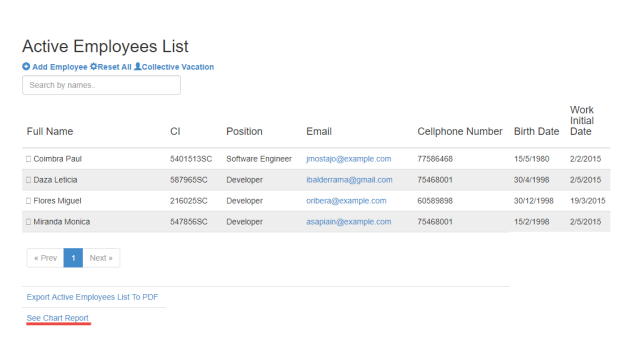 Active Employees List
Add Employee Reset All Collective Vacation
Search by names..
Full Name CI Position Email Cellphone Number Birth Date Work Initial Date
Coimbra Paul 5401513SC Software Engineer jmostajo@example.com 77586468 15/5/1980 2/2/2015
Daza Leticia 587965SC Developer ibalderrama@gmail.com 75468001 30/4/1998 2/5/2015
Flores Miguel 216025SC Developer oribera@example.com 60589898 30/12/1998 19/3/2015
Miranda Monica 547856SC Developer asapiain@example.com 75468001 15/2/1998 2/5/2015
« Prev 1 Next »
Export Active Employees List To PDF
See Chart Report